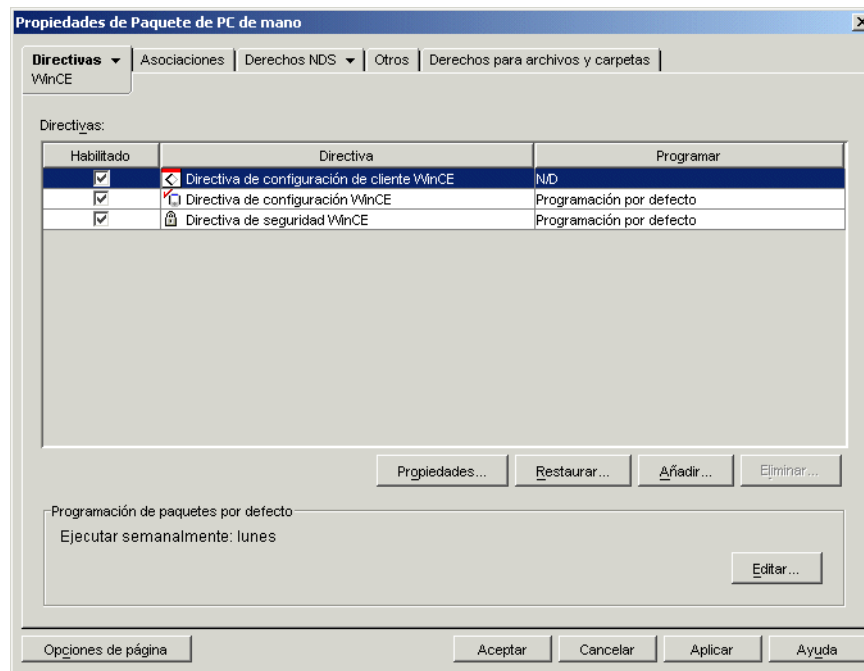 Propiedades de Paquete de PC de mano
Directivas Asociaciones Derechos NDS Otros Derechos para archivos y carpetas
WinCE
Directivas:
Habilitado Directiva Programar
Directiva de configuración de cliente WinCE N/D
Directiva de configuración WinCE Programación por defecto
Directiva de seguridad WinCE Programación por defecto
Propiedades... Restaurar... Añadir... Eliminar...
Programación de paquetes por defecto
Ejecutar semanalmente: lunes
Editar...
Opciones de página Aceptar Cancelar Aplicar Ayuda